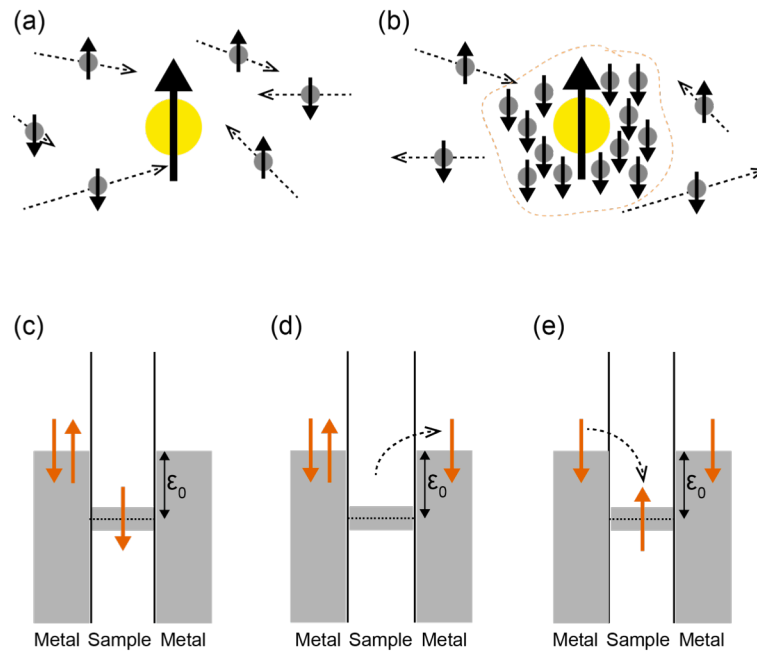 (a)
(b)
(c)
(d)
(e)
ε₀
ε₀
ε₀
Metal Sample Metal
Metal Sample Metal
Metal Sample Metal